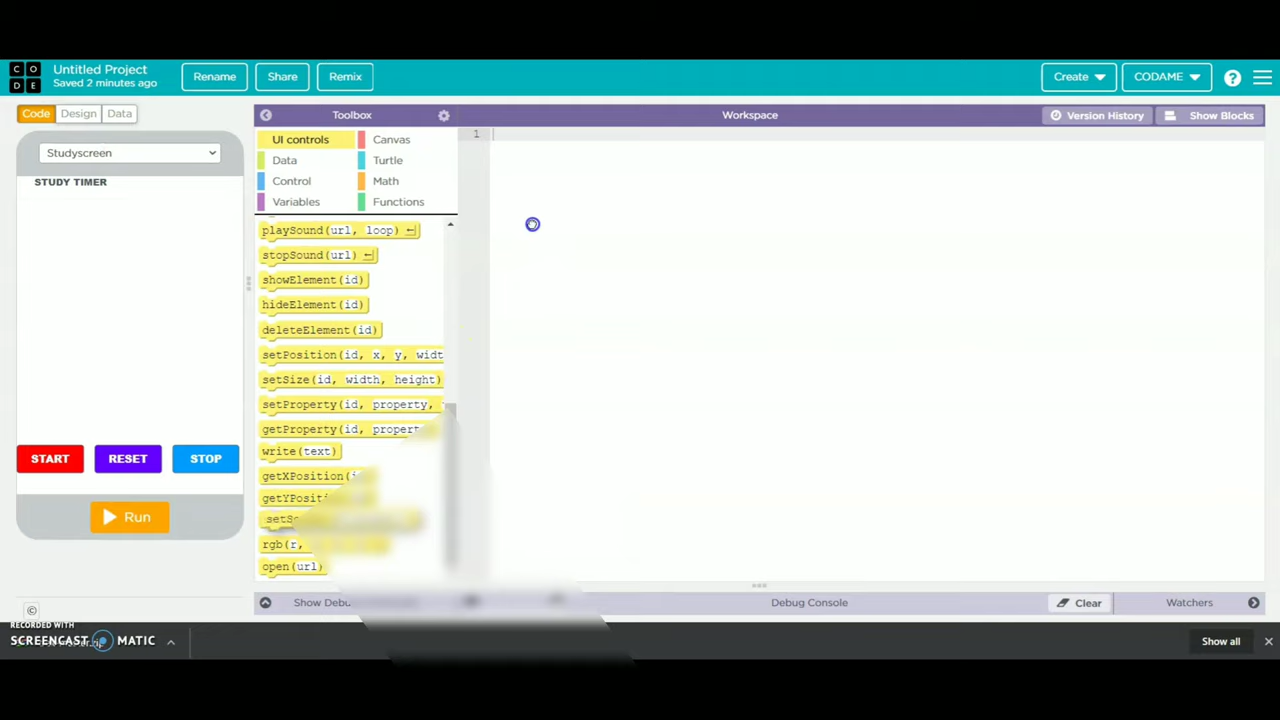 CODE
Untitled Project
Saved 2 minutes ago
Rename
Share
Remix
Create
CODAME
?
Code
Design
Data
Toolbox
Workspace
Version History
Show Blocks
Studyscreen
STUDY TIMER
START
RESET
STOP
Run
UI controls
Canvas
Data
Turtle
Control
Math
Variables
Functions
playSound(url, loop)
stopSound(url)
showElement(id)
hideElement(id)
deleteElement(id)
setPosition(id, x, y, widt
setSize(id, width, height)
setProperty(id, property,
getProperty(id, propert
write(text)
getXPosition(
getYPositi
rgb(r,
open(url)
1
Show Debu
Debug Console
Clear
Watchers
©
RECORDED WITH
SCREENCAST MATIC
Show all